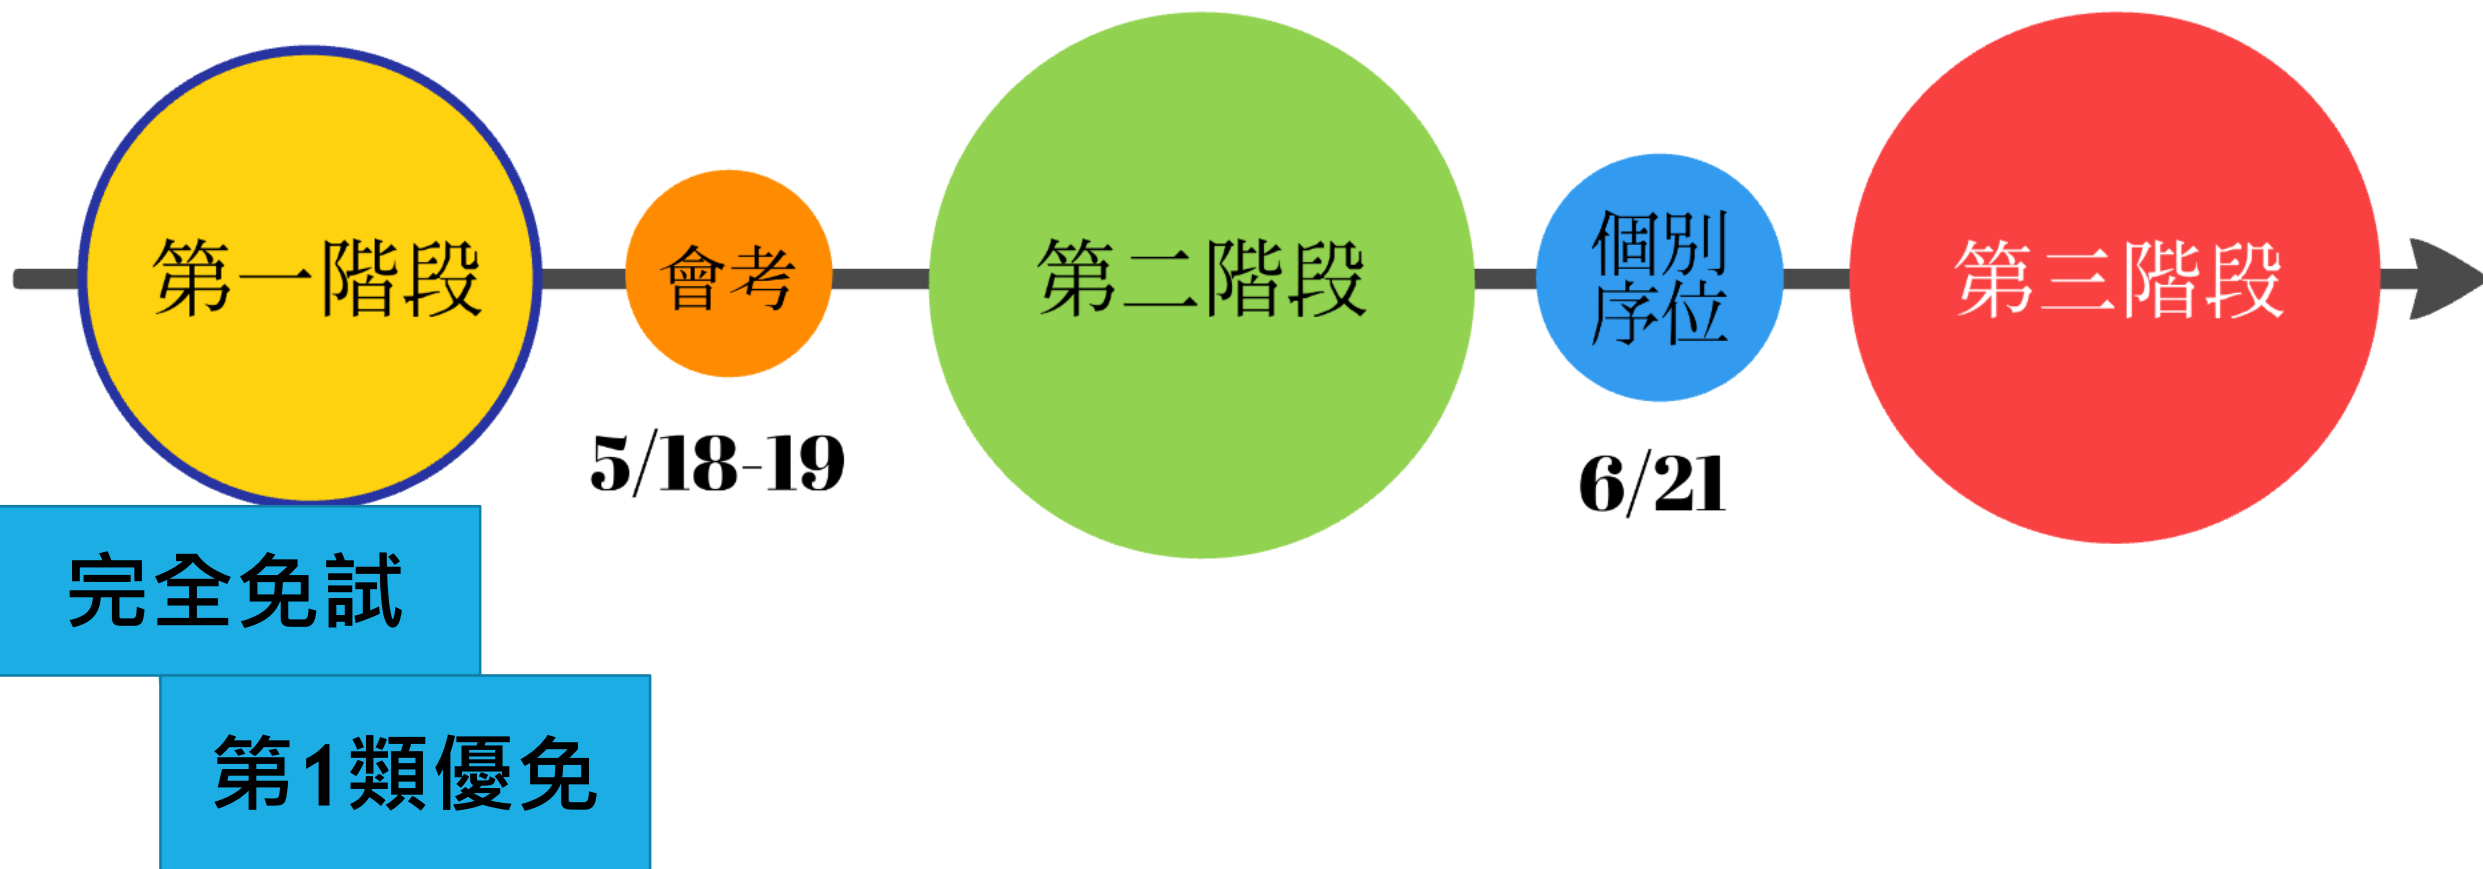 第一階段
會考
5/18-19
第二階段
個別
序位
6/21
第三階段
完全免試
第1類優免